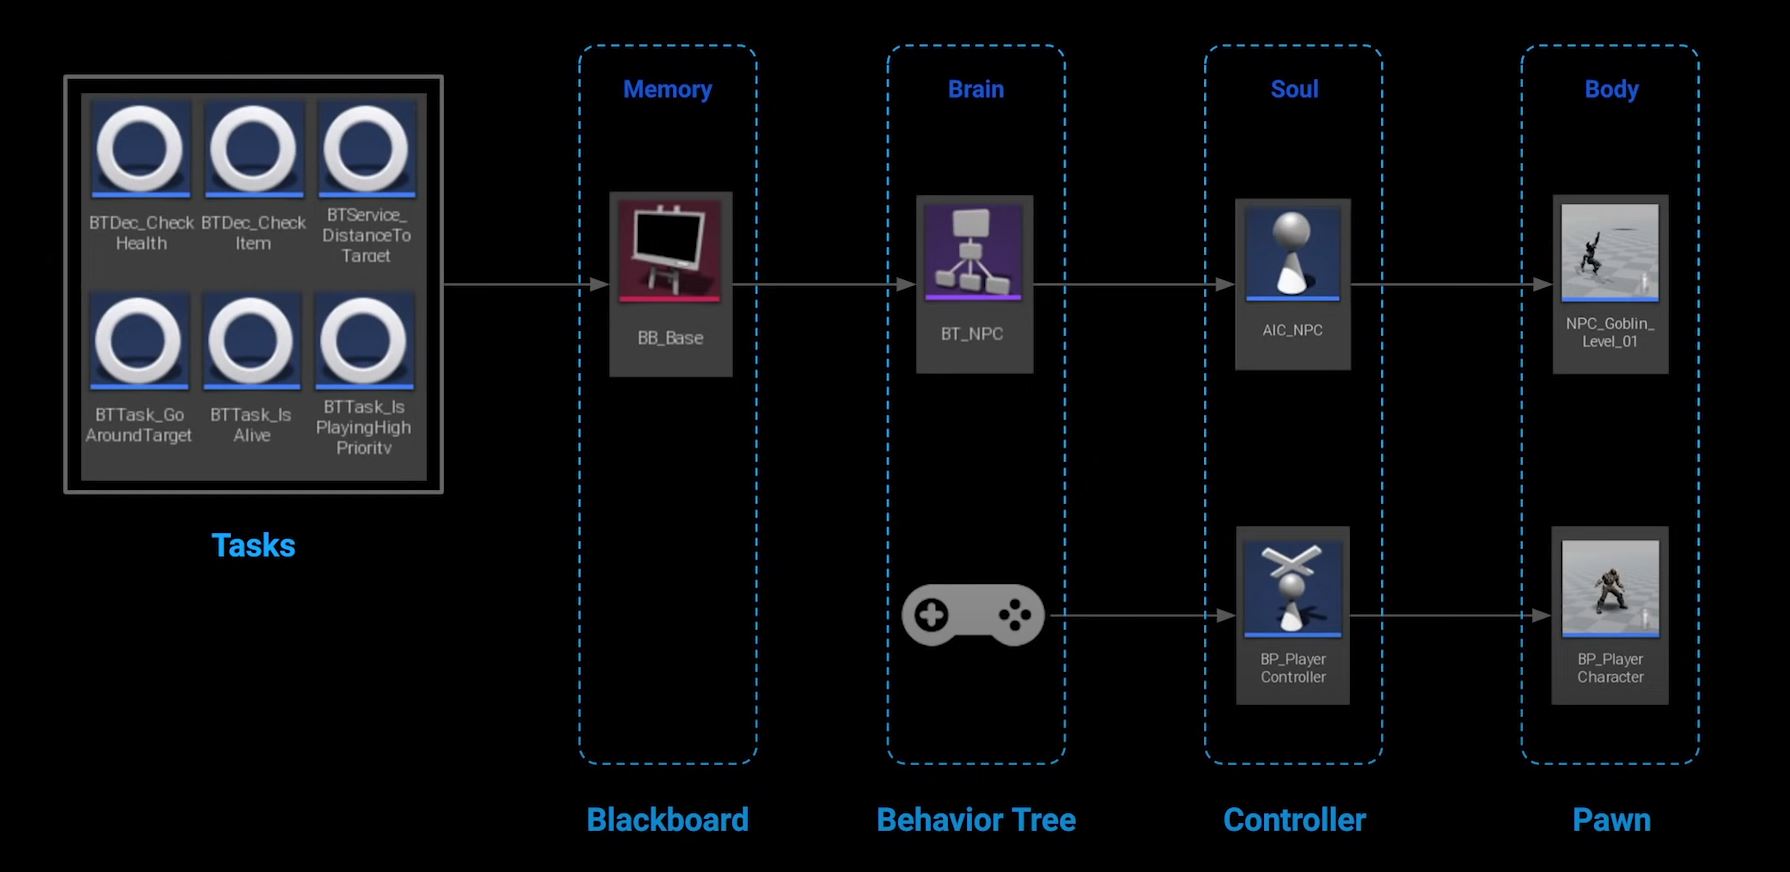 Memory
Brain
Soul
Body
BTDec_Check
Health
BTDec_Check
Item
BTService_
DistanceTo
Target
BTTask_Go
AroundTarget
BTTask_Is
Alive
BTTask_Is
PlayingHigh
Priority
Tasks
BB_Base
BT_NPC
AIC_NPC
NPC_Goblin_
Level_01
BP_Player
Controller
BP_Player
Character
Blackboard
Behavior Tree
Controller
Pawn